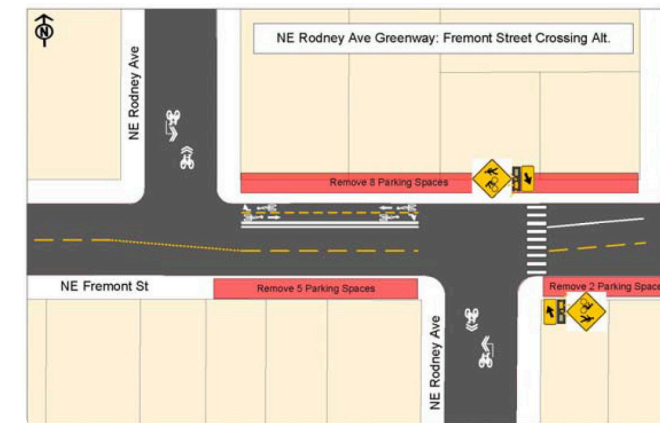 N
NE Rodney Ave Greenway: Fremont Street Crossing Alt.
NE Rodney Ave
Remove 8 Parking Spaces
NE Fremont St
Remove 5 Parking Spaces
Remove 2 Parking Space
NE Rodney Ave